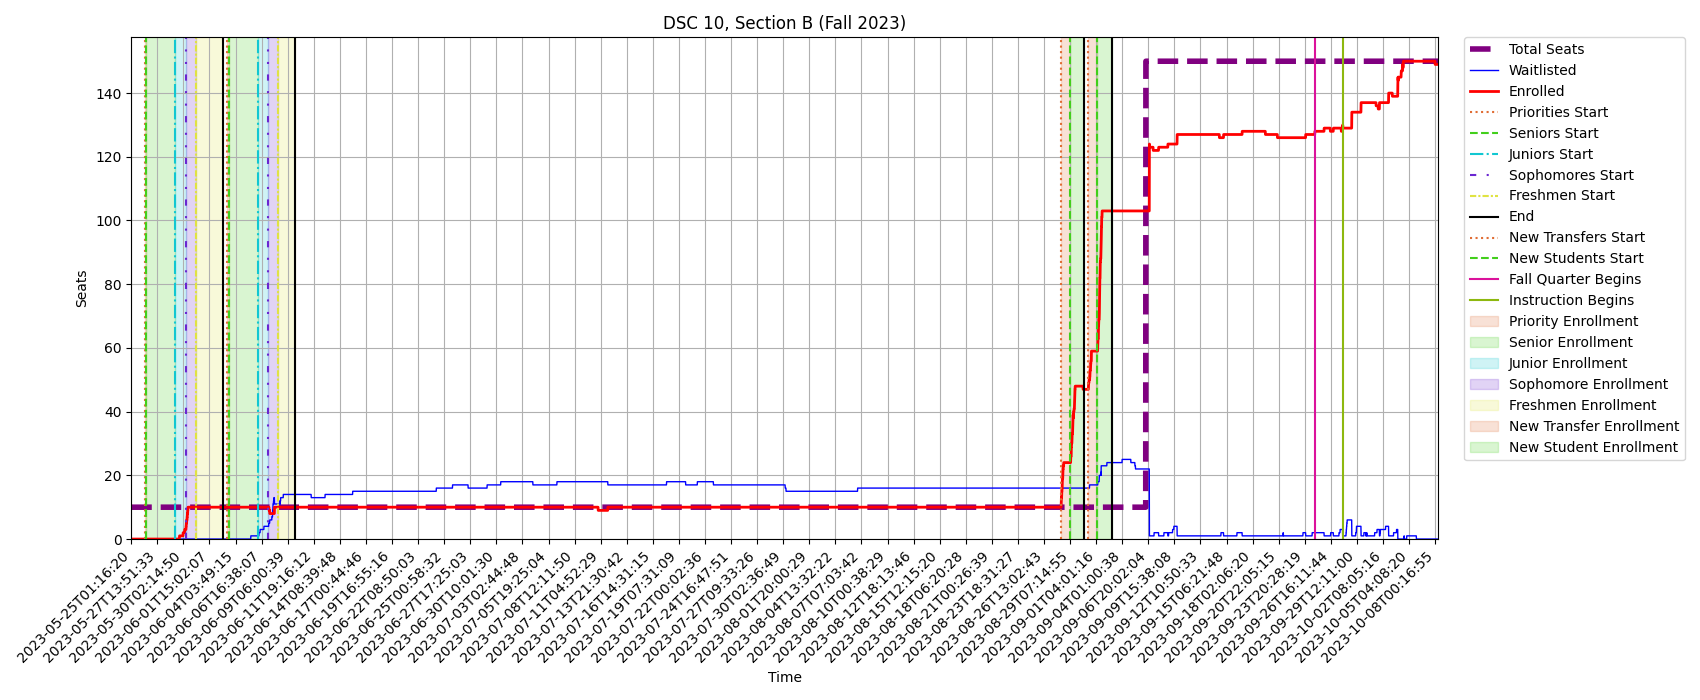 DSC 10, Section B (Fall 2023)
Seats
140
120
100
80
60
40
20
0
2023-05-25T01:16:20
2023-05-27T13:51:33
2023-05-30T02:14:50
2023-06-01T15:02:07
2023-06-04T03:49:15
2023-06-06T16:38:07
2023-06-09T06:00:39
2023-06-11T19:16:12
2023-06-14T08:39:48
2023-06-17T00:44:46
2023-06-19T16:55:16
2023-06-22T08:50:03
2023-06-24T00:58:32
2023-06-27T17:25:03
2023-06-30T10:01:30
2023-07-03T02:44:48
2023-07-05T19:25:04
2023-07-08T12:11:50
2023-07-11T04:52:29
2023-07-13T21:30:42
2023-07-16T14:31:15
2023-07-19T07:31:09
2023-07-22T00:02:36
2023-07-24T16:47:51
2023-07-27T09:33:26
2023-07-30T02:36:49
2023-08-01T20:00:29
2023-08-04T13:32:22
2023-08-07T07:03:42
2023-08-10T00:38:29
2023-08-12T18:13:46
2023-08-15T12:15:20
2023-08-18T06:20:28
2023-08-21T00:26:39
2023-08-23T18:31:27
2023-08-26T13:02:43
2023-08-29T07:14:55
2023-09-01T04:01:16
2023-09-04T01:00:38
2023-09-06T20:02:04
2023-09-09T15:38:08
2023-09-12T10:50:33
2023-09-15T06:21:48
2023-09-18T02:06:20
2023-09-20T22:05:15
2023-09-23T20:28:19
2023-09-26T16:11:44
2023-09-29T12:11:00
2023-10-02T08:05:16
2023-10-05T04:08:20
2023-10-08T00:16:55
Time
Total Seats
Waitlisted
Enrolled
Priorities Start
Seniors Start
Juniors Start
Sophomores Start
Freshmen Start
End
New Transfers Start
New Students Start
Fall Quarter Begins
Instruction Begins
Priority Enrollment
Senior Enrollment
Junior Enrollment
Sophomore Enrollment
Freshmen Enrollment
New Transfer Enrollment
New Student Enrollment